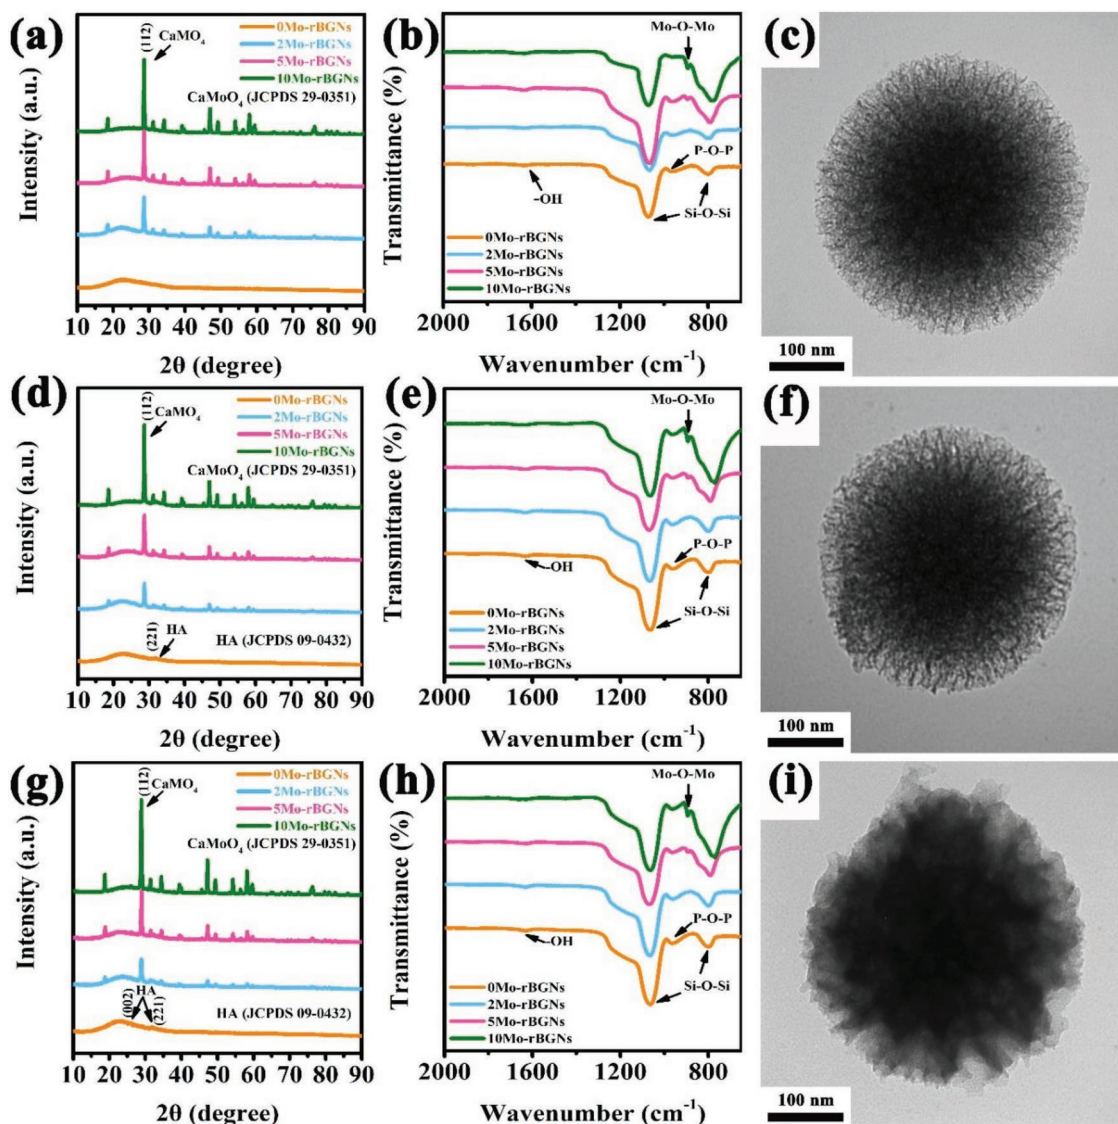 (a)
(112)
CaMO₄
0Mo-rBGNs
2Mo-rBGNs
5Mo-rBGNs
10Mo-rBGNs
CaMoO₄ (JCPDS 29-0351)
Intensity (a.u.)
10 20 30 40 50 60 70 80 90
2θ (degree)
(b)
Mo-O-Mo
P-O-P
-OH
Si-O-Si
0Mo-rBGNs
2Mo-rBGNs
5Mo-rBGNs
10Mo-rBGNs
Transmittance (%)
2000 1600 1200 800
Wavenumber (cm⁻¹)
(c)
100 nm
(d)
(112)
CaMO₄
0Mo-rBGNs
2Mo-rBGNs
5Mo-rBGNs
10Mo-rBGNs
CaMoO₄ (JCPDS 29-0351)
(221)
HA
HA (JCPDS 09-0432)
Intensity (a.u.)
10 20 30 40 50 60 70 80 90
2θ (degree)
(e)
Mo-O-Mo
P-O-P
-OH
Si-O-Si
0Mo-rBGNs
2Mo-rBGNs
5Mo-rBGNs
10Mo-rBGNs
Transmittance (%)
2000 1600 1200 800
Wavenumber (cm⁻¹)
(f)
100 nm
(g)
(112)
CaMO₄
0Mo-rBGNs
2Mo-rBGNs
5Mo-rBGNs
10Mo-rBGNs
CaMoO₄ (JCPDS 29-0351)
(002)
HA
(221)
HA (JCPDS 09-0432)
Intensity (a.u.)
10 20 30 40 50 60 70 80 90
2θ (degree)
(h)
Mo-O-Mo
P-O-P
-OH
Si-O-Si
0Mo-rBGNs
2Mo-rBGNs
5Mo-rBGNs
10Mo-rBGNs
Transmittance (%)
2000 1600 1200 800
Wavenumber (cm⁻¹)
(i)
100 nm